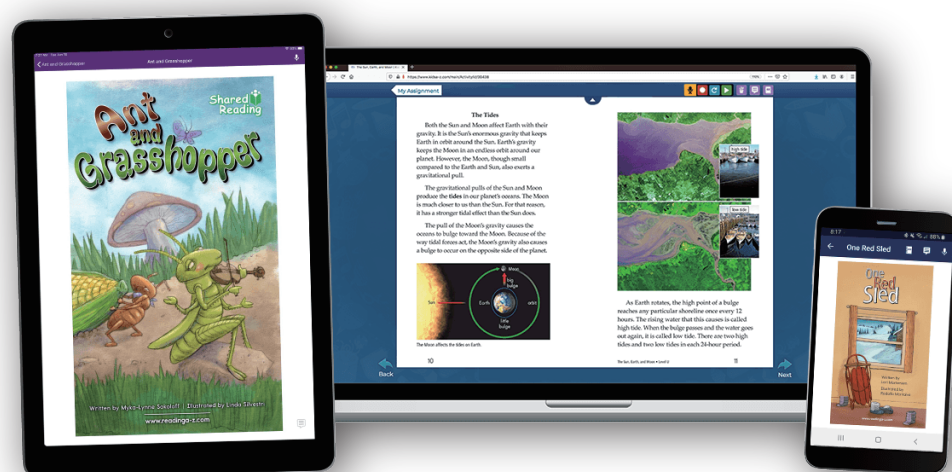 Ant and Grasshopper
Ant and Grasshopper
Shared
Reading
Ant
and
Grasshopper
Written by Myka-Lynne Sokoloff | Illustrated by Linda Silvestri
www.readinga-z.com
My Assignment
The Tides
Both the Sun and Moon affect Earth with their
gravity. It is the Sun's enormous gravity that keeps
Earth in orbit around the Sun. Earth's gravity
keeps the Moon in an endless orbit around our
planet. However, the Moon, though small
compared to the Earth and Sun, also exerts a
gravitational pull.
The gravitational pulls of the Sun and Moon
produce the tides in our planet's oceans. The Moon
is much closer to us than the Sun. For that reason,
it has a stronger tidal effect than the Sun does.
The pull of the Moon's gravity causes the
oceans to bulge toward the Moon. Because of the
way tidal forces act, the Moon's gravity also causes
a bulge to occur on the opposite side of the planet.
Moon
big
bulge
Sun
Earth
orbit
little
bulge
The Moon affects the tides on Earth.
10
high tide
low tide
As Earth rotates, the high point of a bulge
reaches any particular shoreline once every 12
hours. The rising water that this causes is called
high tide. When the bulge passes and the water goes
out again, it is called low tide. There are two high
tides and two low tides in each 24-hour period.
The Sun, Earth, and Moon • Level
11
Back
Next
8:17
98%
One Red Sled
One
Red
Sled
Written by
Illustrated by
www.readinga-z.com